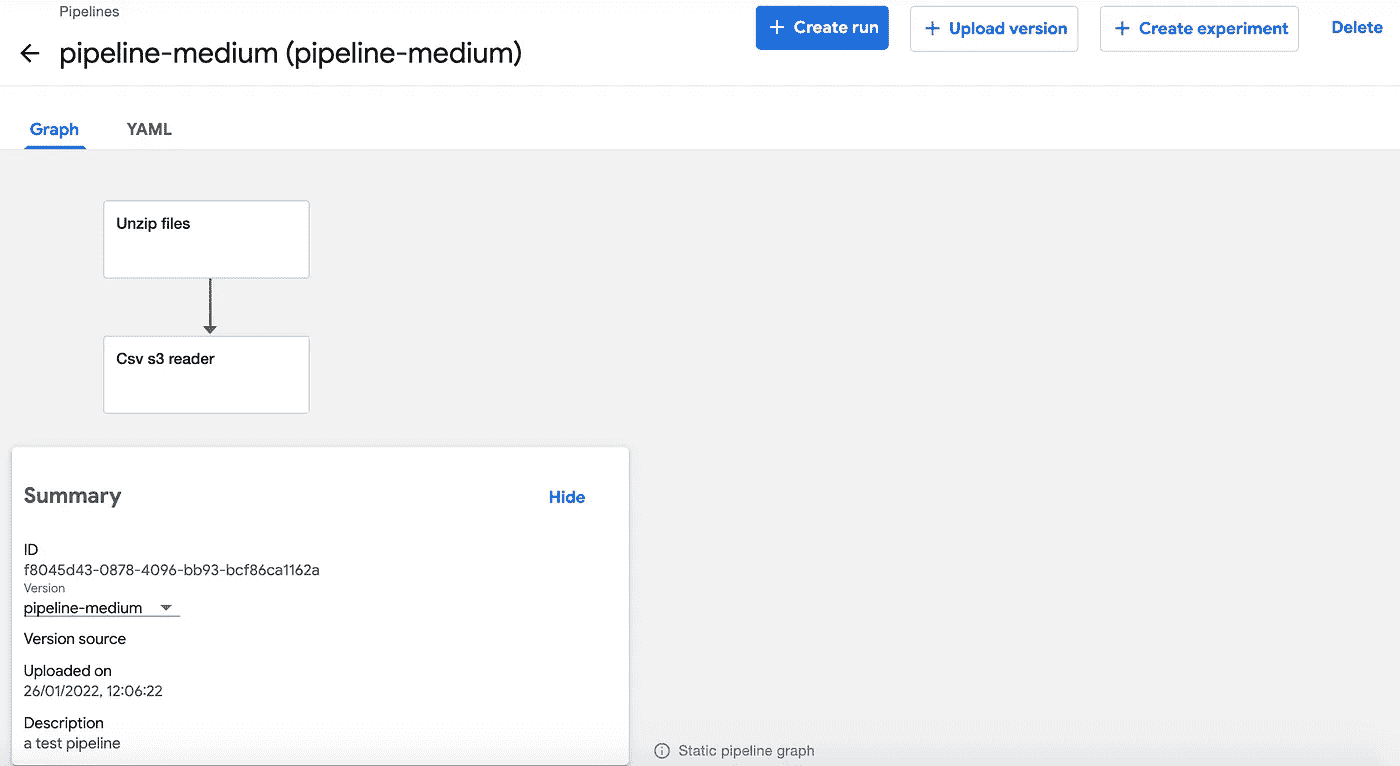 Pipelines
pipeline-medium (pipeline-medium)
+ Create run
+ Upload version
+ Create experiment
Delete
Graph
YAML
Unzip files
Csv s3 reader
Summary
Hide
ID
f8045d43-0878-4096-bb93-bcf86ca1162a
Version
pipeline-medium
Version source
Uploaded on
26/01/2022, 12:06:22
Description
a test pipeline
Static pipeline graph